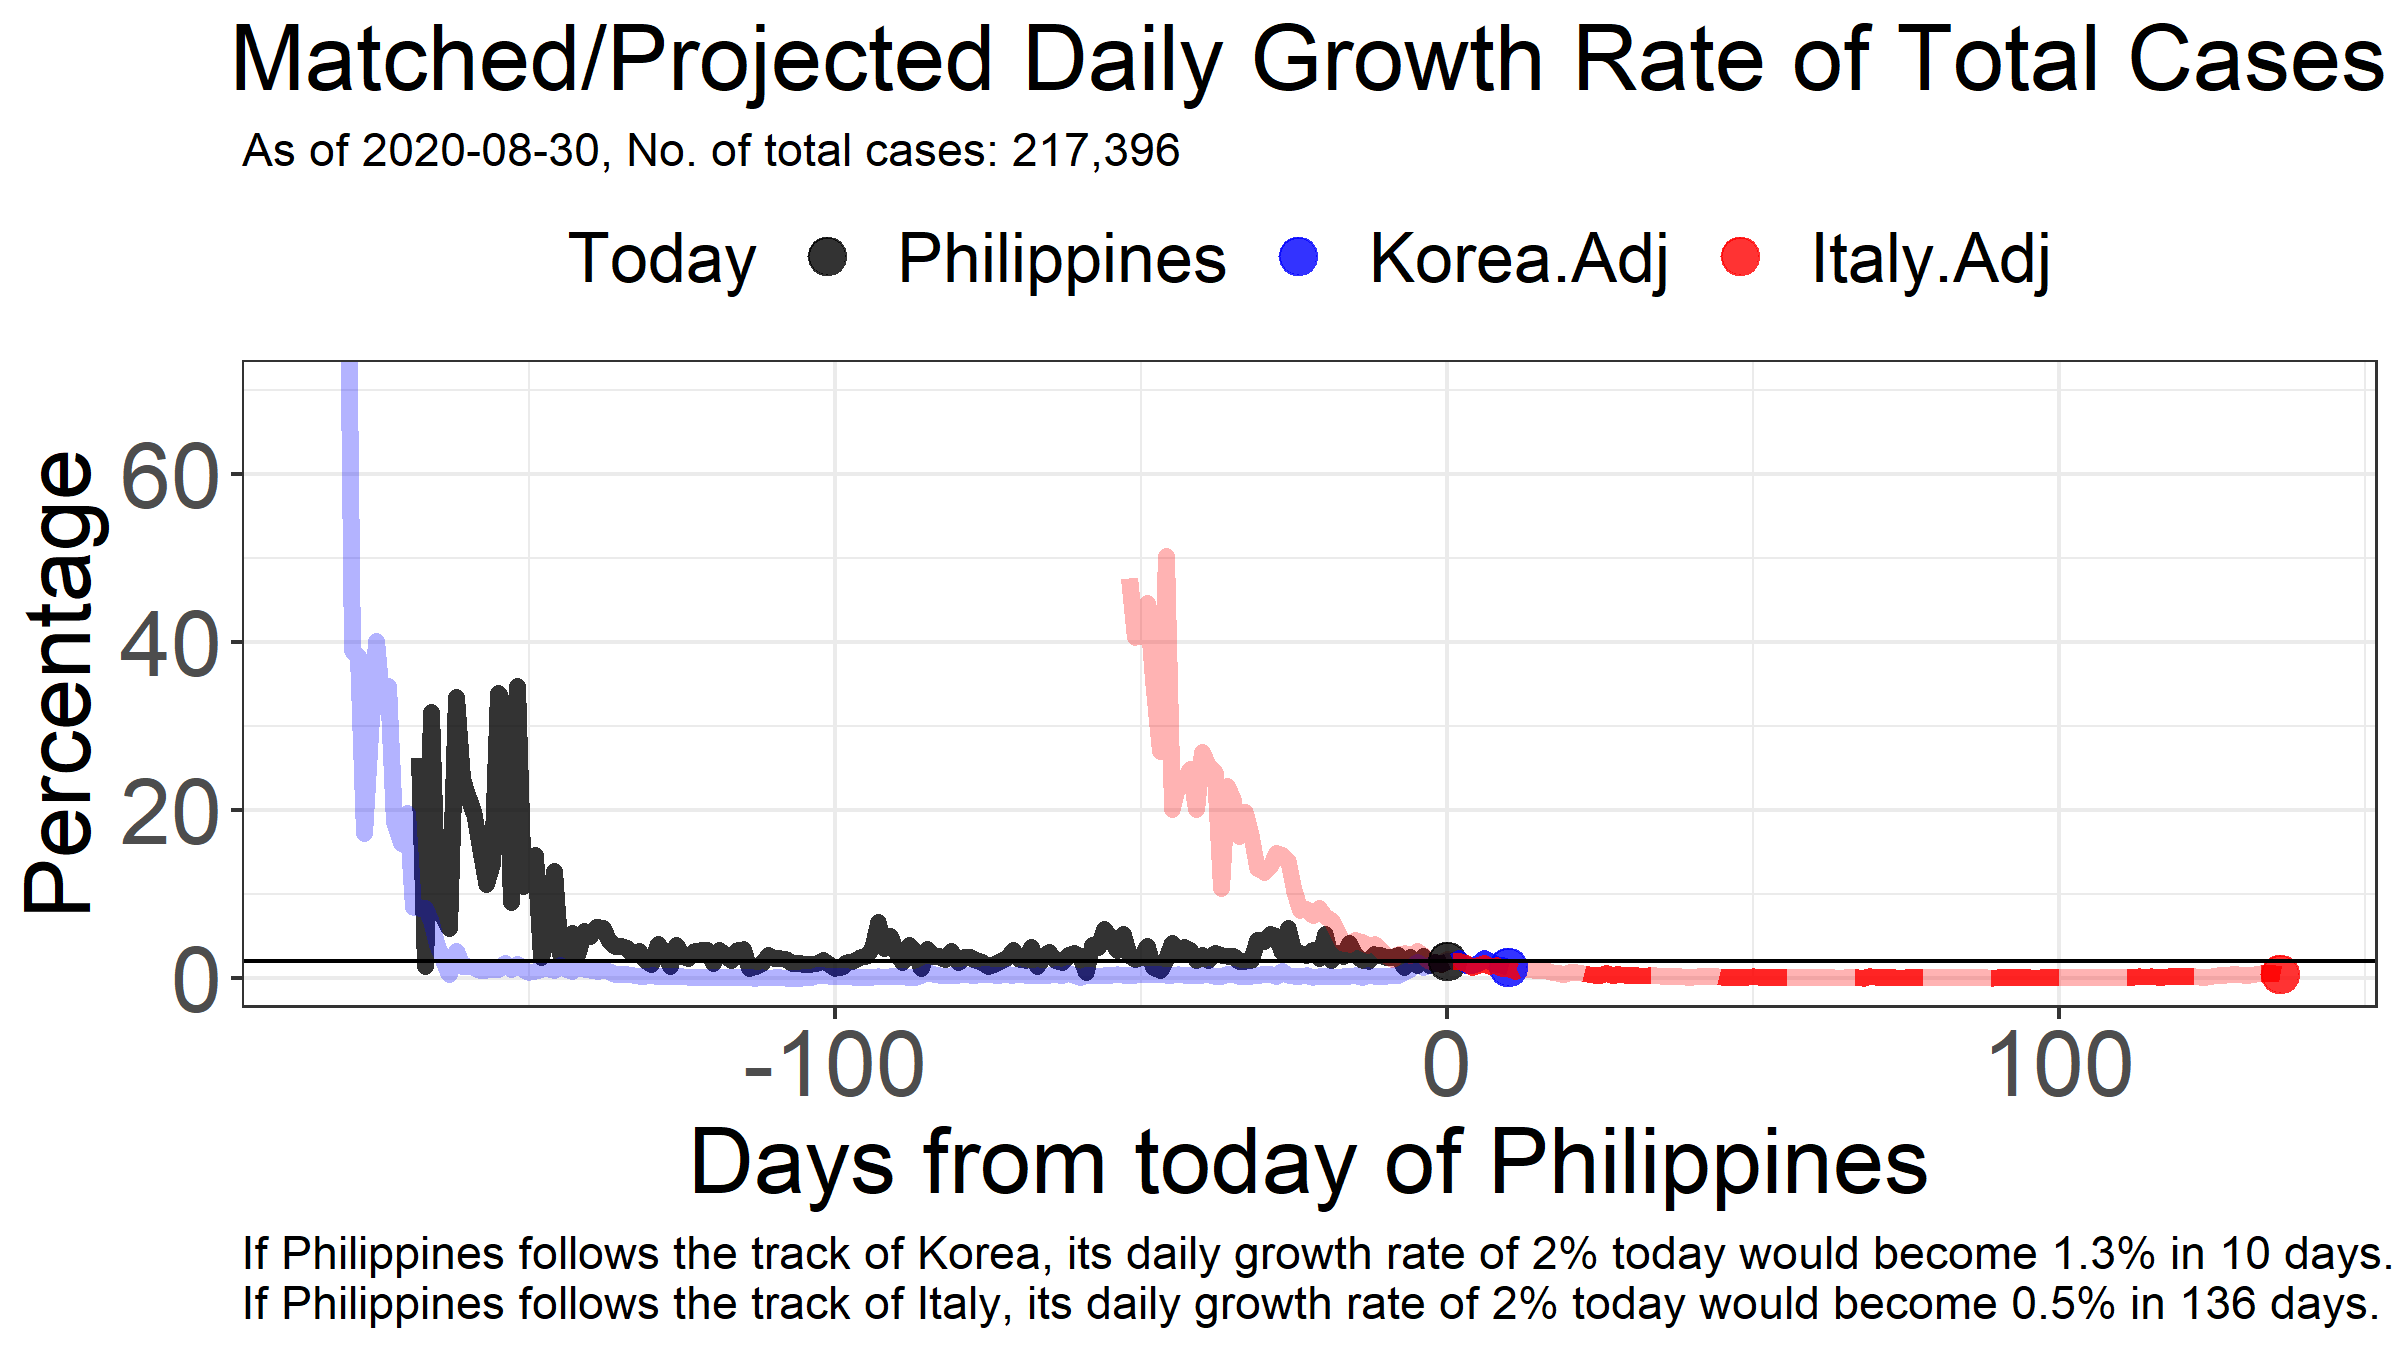 Matched/Projected Daily Growth Rate of Total Cases
As of 2020-08-30, No. of total cases: 217,396
Today Philippines Korea.Adj Italy.Adj
Percentage
60
40
20
0
-100 0 100
Days from today of Philippines
If Philippines follows the track of Korea, its daily growth rate of 2% today would become 1.3% in 10 days.
If Philippines follows the track of Italy, its daily growth rate of 2% today would become 0.5% in 136 days.